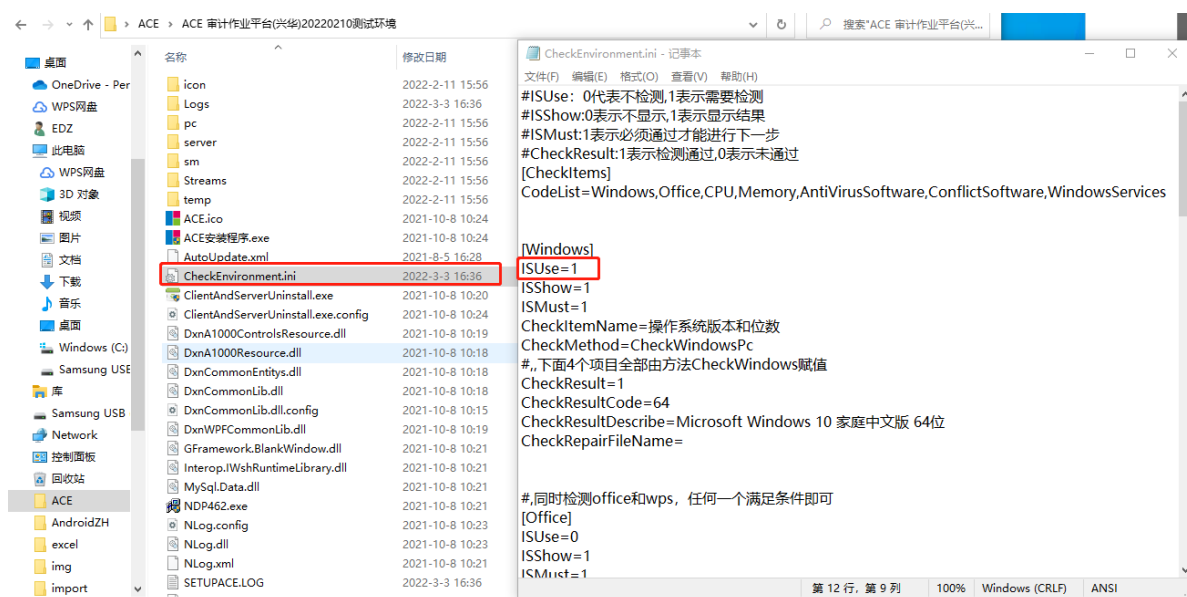 ACE › ACE 审计作业平台(兴华)20220210测试环境
搜索"ACE 审计作业平台(兴...
桌面
OneDrive - Per
WPS网盘
EDZ
此电脑
WPS网盘
3D 对象
视频
图片
文档
下载
音乐
桌面
Windows (C:)
Samsung USE
库
Samsung USB
Network
控制面板
回收站
ACE
AndroidZH
excel
img
import
名称 修改日期
icon 2022-2-11 15:56
Logs 2022-3-3 16:36
pc 2022-2-11 15:56
server 2022-2-11 15:56
sm 2022-2-11 15:56
Streams 2022-2-11 15:56
temp 2022-2-11 15:56
ACE.ico 2021-10-8 10:24
ACE安装程序.exe 2021-10-8 10:24
AutoUpdate.xml 2021-8-5 16:28
CheckEnvironment.ini 2022-3-3 16:36
ClientAndServerUninstall.exe 2021-10-8 10:20
ClientAndServerUninstall.exe.config 2021-10-8 10:24
DxnA1000ControlsResource.dll 2021-10-8 10:19
DxnA1000Resource.dll 2021-10-8 10:18
DxnCommonEntitys.dll 2021-10-8 10:18
DxnCommonLib.dll 2021-10-8 10:18
DxnCommonLib.dll.config 2021-10-8 10:15
DxnWPFCommonLib.dll 2021-10-8 10:19
GFramework.BlankWindow.dll 2021-10-8 10:21
Interop.IWshRuntimeLibrary.dll 2021-10-8 10:21
MySql.Data.dll 2021-10-8 10:21
NDP462.exe 2021-10-8 10:21
NLog.config 2021-10-8 10:23
NLog.dll 2021-10-8 10:23
NLog.xml 2021-10-8 10:21
SETUPACE.LOG 2022-3-3 16:36
CheckEnvironment.ini - 记事本
文件(F) 编辑(E) 格式(O) 查看(V) 帮助(H)
#ISUse：0代表不检测,1表示需要检测
#ISShow:0表示不显示,1表示显示结果
#ISMust:1表示必须通过才能进行下一步
#CheckResult:1表示检测通过,0表示未通过
[CheckItems]
CodeList=Windows,Office,CPU,Memory,AntiVirusSoftware,ConflictSoftware,WindowsServices
[Windows]
ISUse=1
ISShow=1
ISMust=1
CheckItemName=操作系统版本和位数
CheckMethod=CheckWindowsPc
#,,下面4个项目全部由方法CheckWindows赋值
CheckResult=1
CheckResultCode=64
CheckResultDescribe=Microsoft Windows 10 家庭中文版 64位
CheckRepairFileName=
#,同时检测office和wps，任何一个满足条件即可
[Office]
ISUse=0
ISShow=1
ISMust=1
第 12 行，第 9 列 100% Windows (CRLF) ANSI